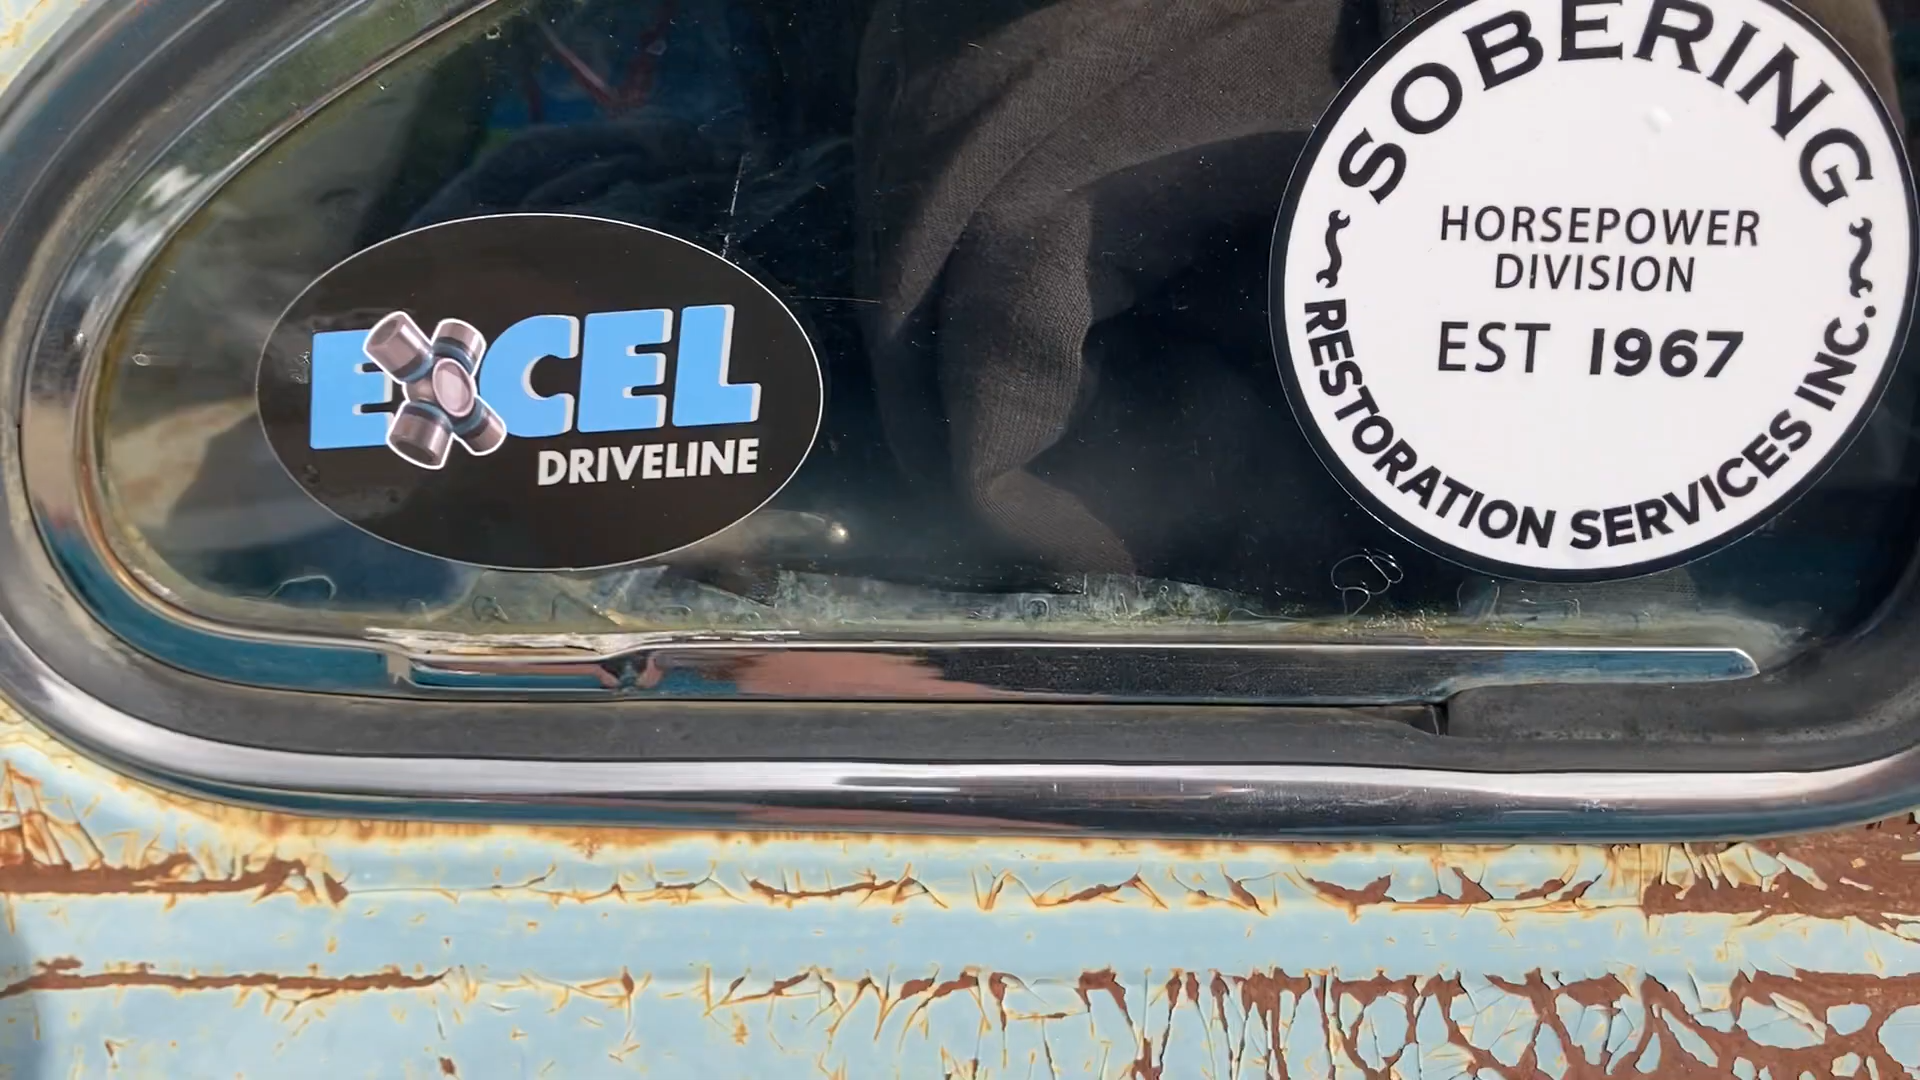 EXCEL
DRIVELINE
SOBERING
HORSEPOWER
DIVISION
EST 1967
RESTORATION SERVICES INC.